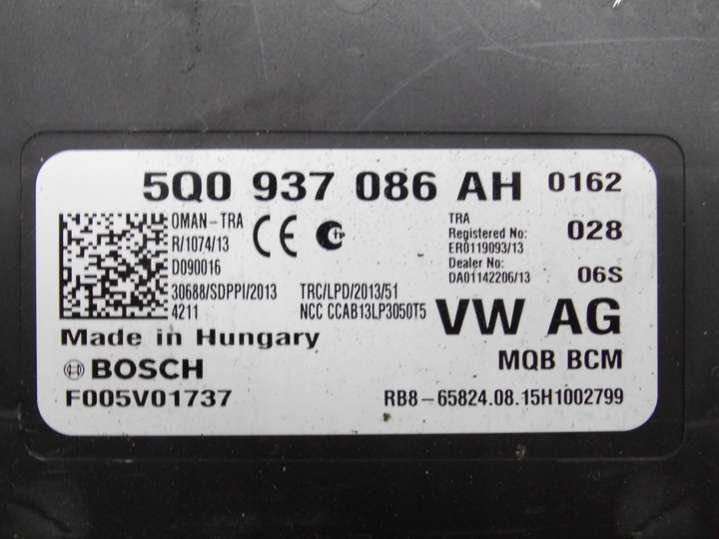 5Q0 937 086 AH 0162
OMAN-TRA
R/1074/13
D090016
30688/SDPPI/2013
4211
CE
TRC/LPD/2013/51
NCC CCAB13LP3050T5
TRA
Registered No:
ER0119093/13
Dealer No:
DA01142206/13
028
06S
Made in Hungary
VW AG
BOSCH
MQB BCM
F005V01737
RB8-65824.08.15H1002799